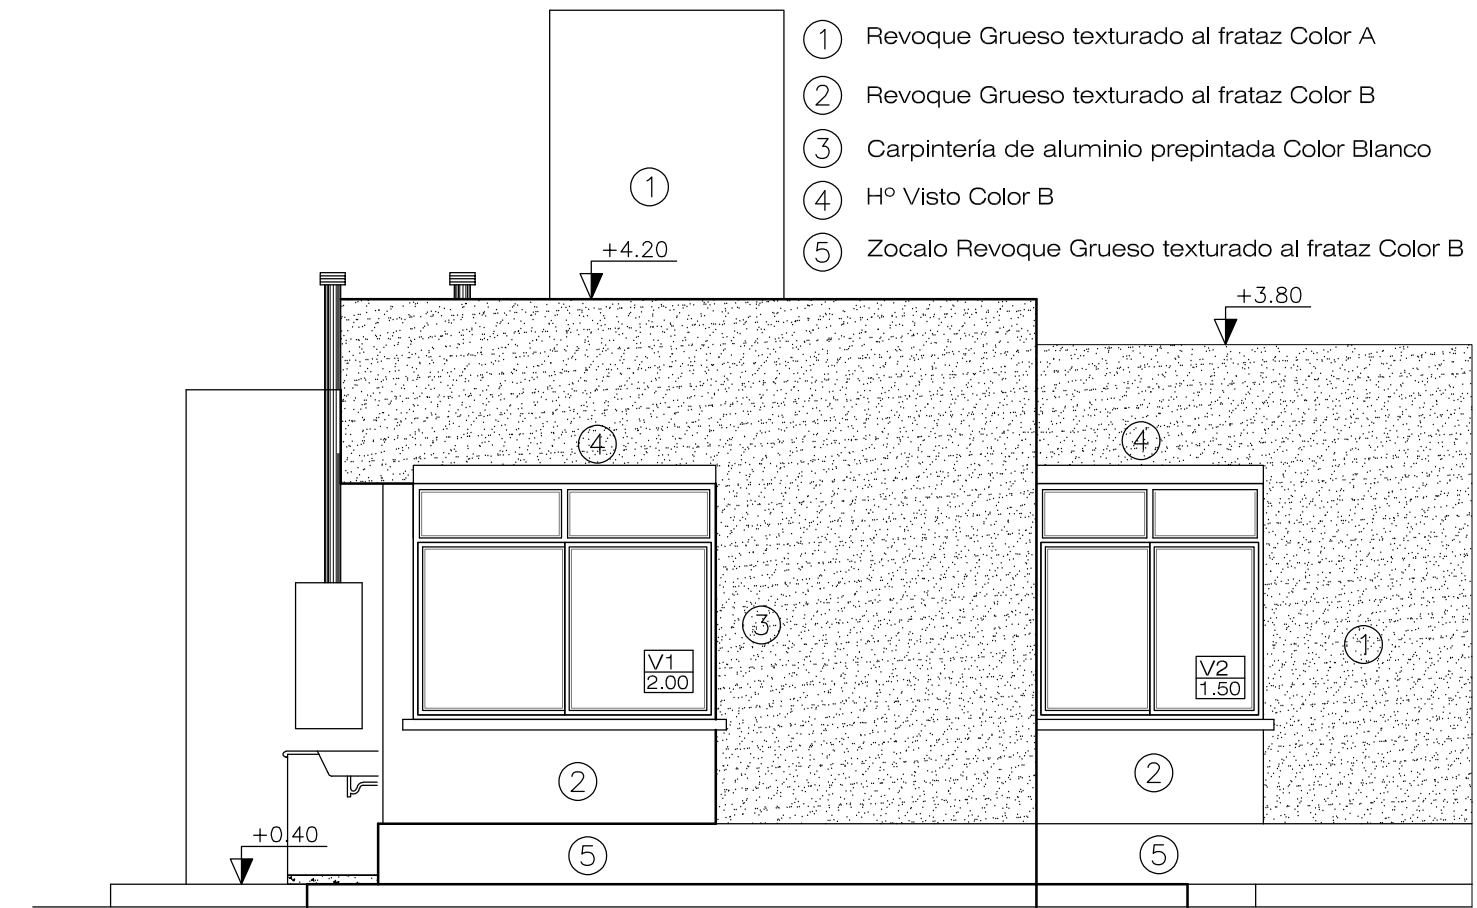 1 Revoque Grueso texturado al frataz Color A
2 Revoque Grueso texturado al frataz Color B
3 Carpintería de aluminio prepintada Color Blanco
4 Hº Visto Color B
5 Zocalo Revoque Grueso texturado al frataz Color B
1
+4.20
+3.80
4
4
3
1
V1
2.00
V2
1.50
2
2
+0.40
5
5